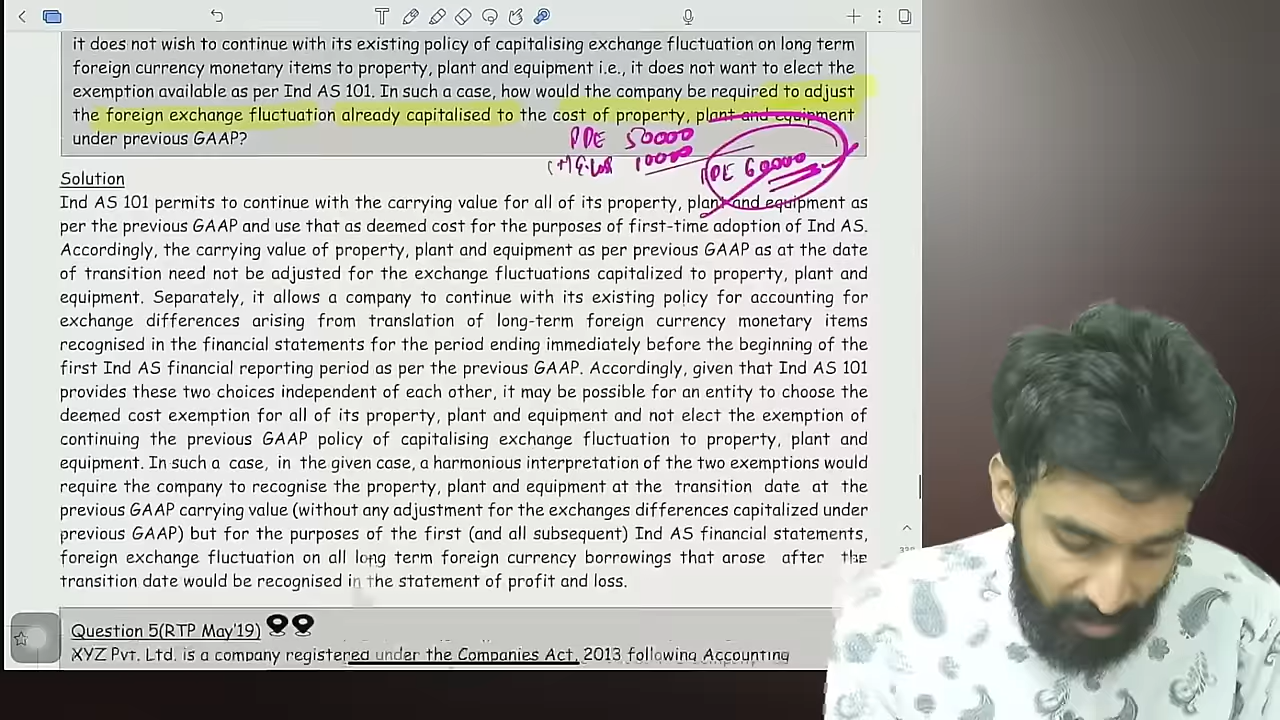 it does not wish to continue with its existing policy of capitalising exchange fluctuation on long term
foreign currency monetary items to property, plant and equipment i.e., it does not want to elect the
exemption available as per Ind AS 101. In such a case, how would the company be required to adjust
the foreign exchange fluctuation already capitalised to the cost of property, plant and equipment
under previous GAAP?
PPE 50000
10000
PPE 60000
Solution
Ind AS 101 permits to continue with the carrying value for all of its property, plant and equipment as
per the previous GAAP and use that as deemed cost for the purposes of first-time adoption of Ind AS.
Accordingly, the carrying value of property, plant and equipment as per previous GAAP as at the date
of transition need not be adjusted for the exchange fluctuations capitalized to property, plant and
equipment. Separately, it allows a company to continue with its existing policy for accounting for
exchange differences arising from translation of long-term foreign currency monetary items
recognised in the financial statements for the period ending immediately before the beginning of the
first Ind AS financial reporting period as per the previous GAAP. Accordingly, given that Ind AS 101
provides these two choices independent of each other, it may be possible for an entity to choose the
deemed cost exemption for all of its property, plant and equipment and not elect the exemption of
continuing the previous GAAP policy of capitalising exchange fluctuation to property, plant and
equipment. In such a case, in the given case, a harmonious interpretation of the two exemptions would
require the company to recognise the property, plant and equipment at the transition date at the
previous GAAP carrying value (without any adjustment for the exchanges differences capitalized under
previous GAAP) but for the purposes of the first (and all subsequent) Ind AS financial statements,
foreign exchange fluctuation on all long term foreign currency borrowings that arose after the
transition date would be recognised in the statement of profit and loss.
Question 5(RTP May'19)
XYZ Pvt. Ltd. is a company registered under the Companies Act, 2013 following Accounting